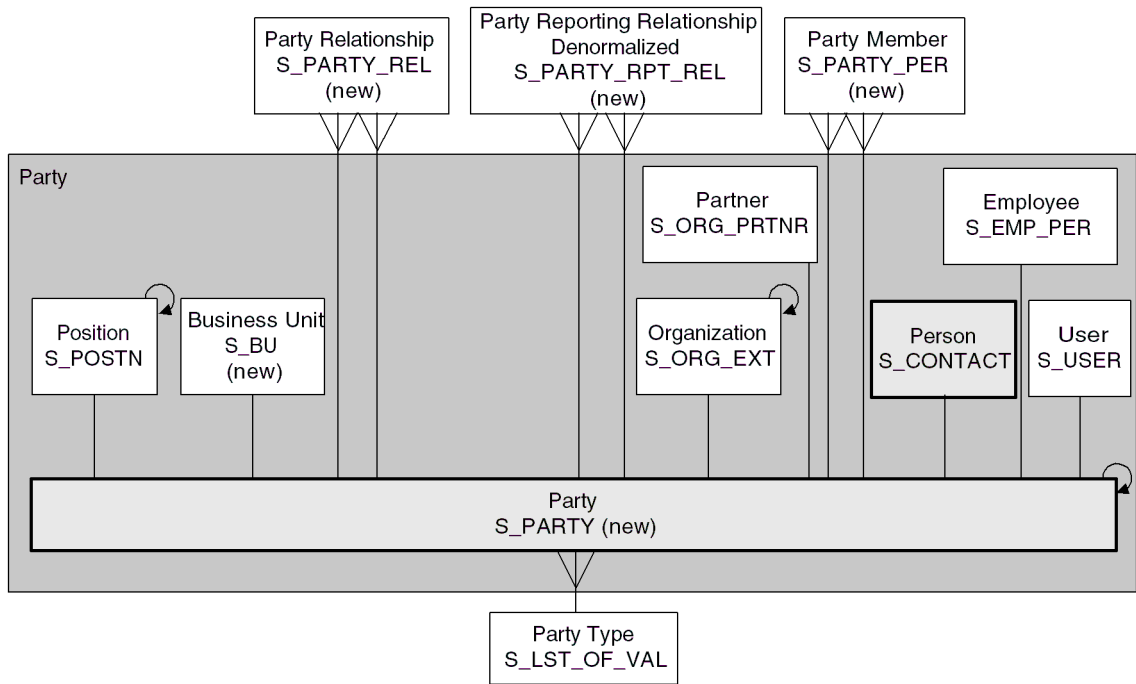 Party Relationship
S_PARTY_REL
(new)
Party Reporting Relationship
Denormalized
S_PARTY_RPT_REL
(new)
Party Member
S_PARTY_PER
(new)
Party
Partner
S_ORG_PRTNR
Employee
S_EMP_PER
Position
S_POSTN
Business Unit
S_BU
(new)
Organization
S_ORG_EXT
Person
S_CONTACT
User
S_USER
Party
S_PARTY (new)
Party Type
S_LST_OF_VAL